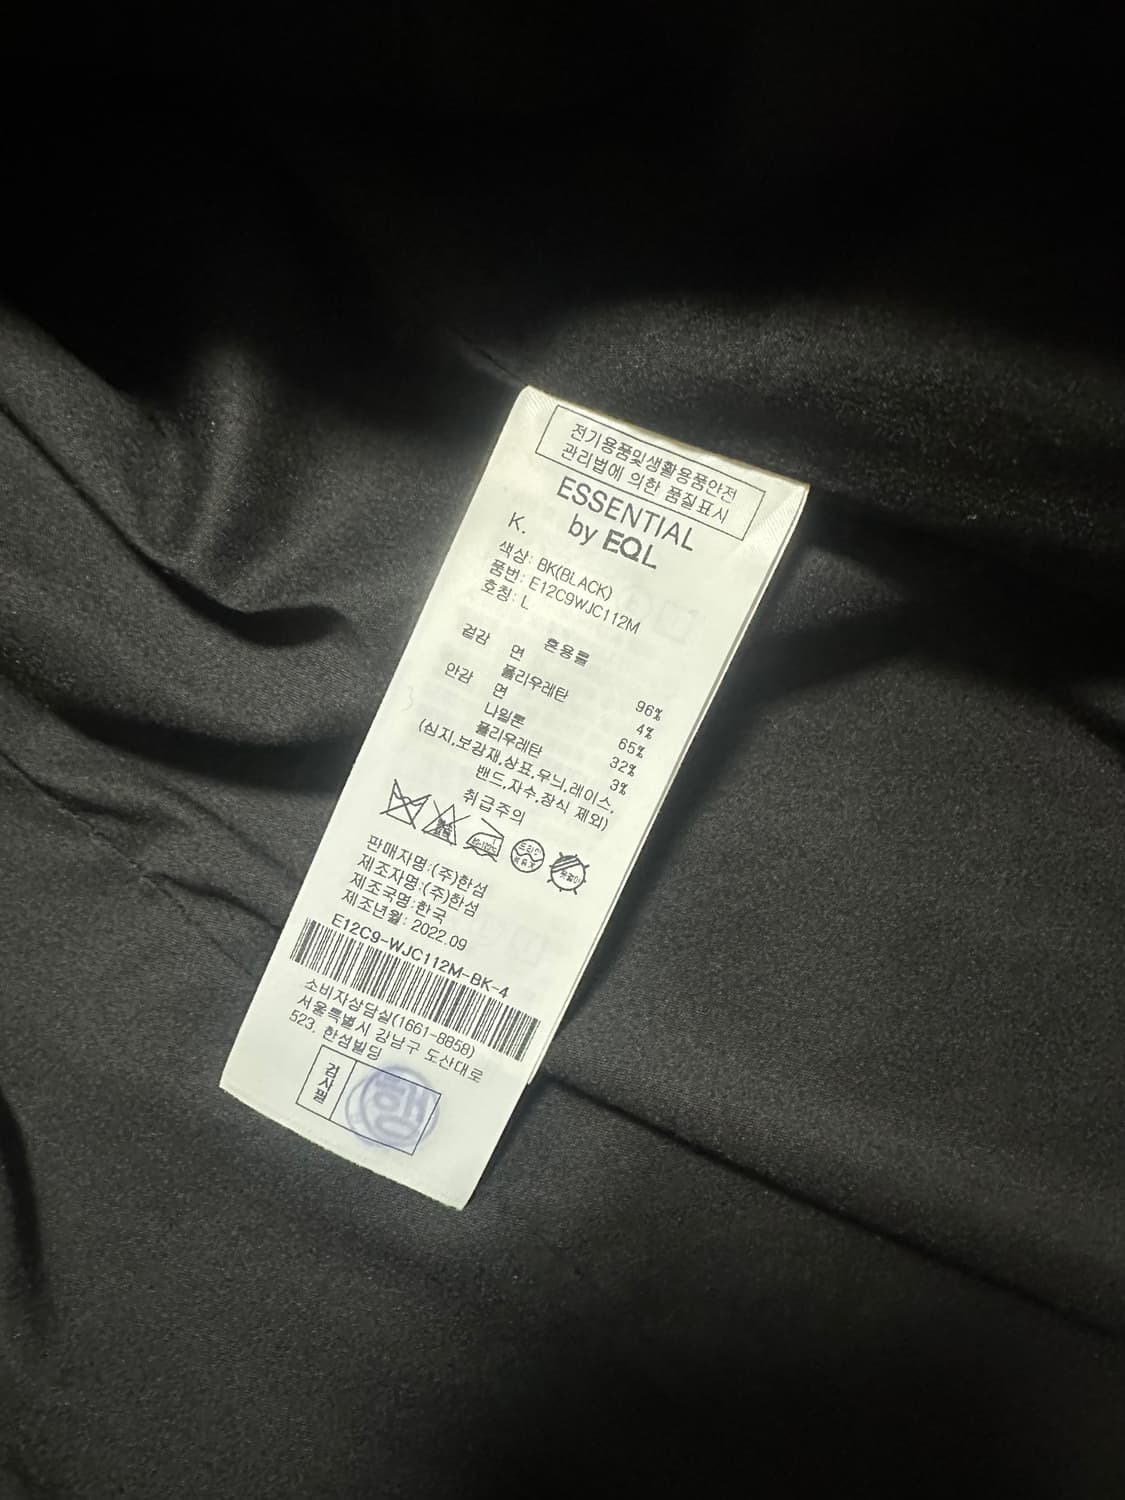 전기용품및생활용품안전
관리법에 의한 품질표시
ESSENTIAL
by EQL
K.
색상: BK(BLACK)
품번: E12C9WJC112M
호칭: L
혼용률
겉감 면 96%
폴리우레탄 4%
안감 면 65%
나일론 32%
폴리우레탄 3%
(심지,보강재,상표,무늬,레이스,
밴드,자수,장식 제외)
취급주의
드라이
판매자명:(주)한섬
제조자명:(주)한섬
제조국명:한국
제조년월: 2022.09
E12C9-WJC112M-BK-4
소비자상담실(1661-8858)
서울특별시 강남구 도산대로
523, 한섬빌딩
검사필